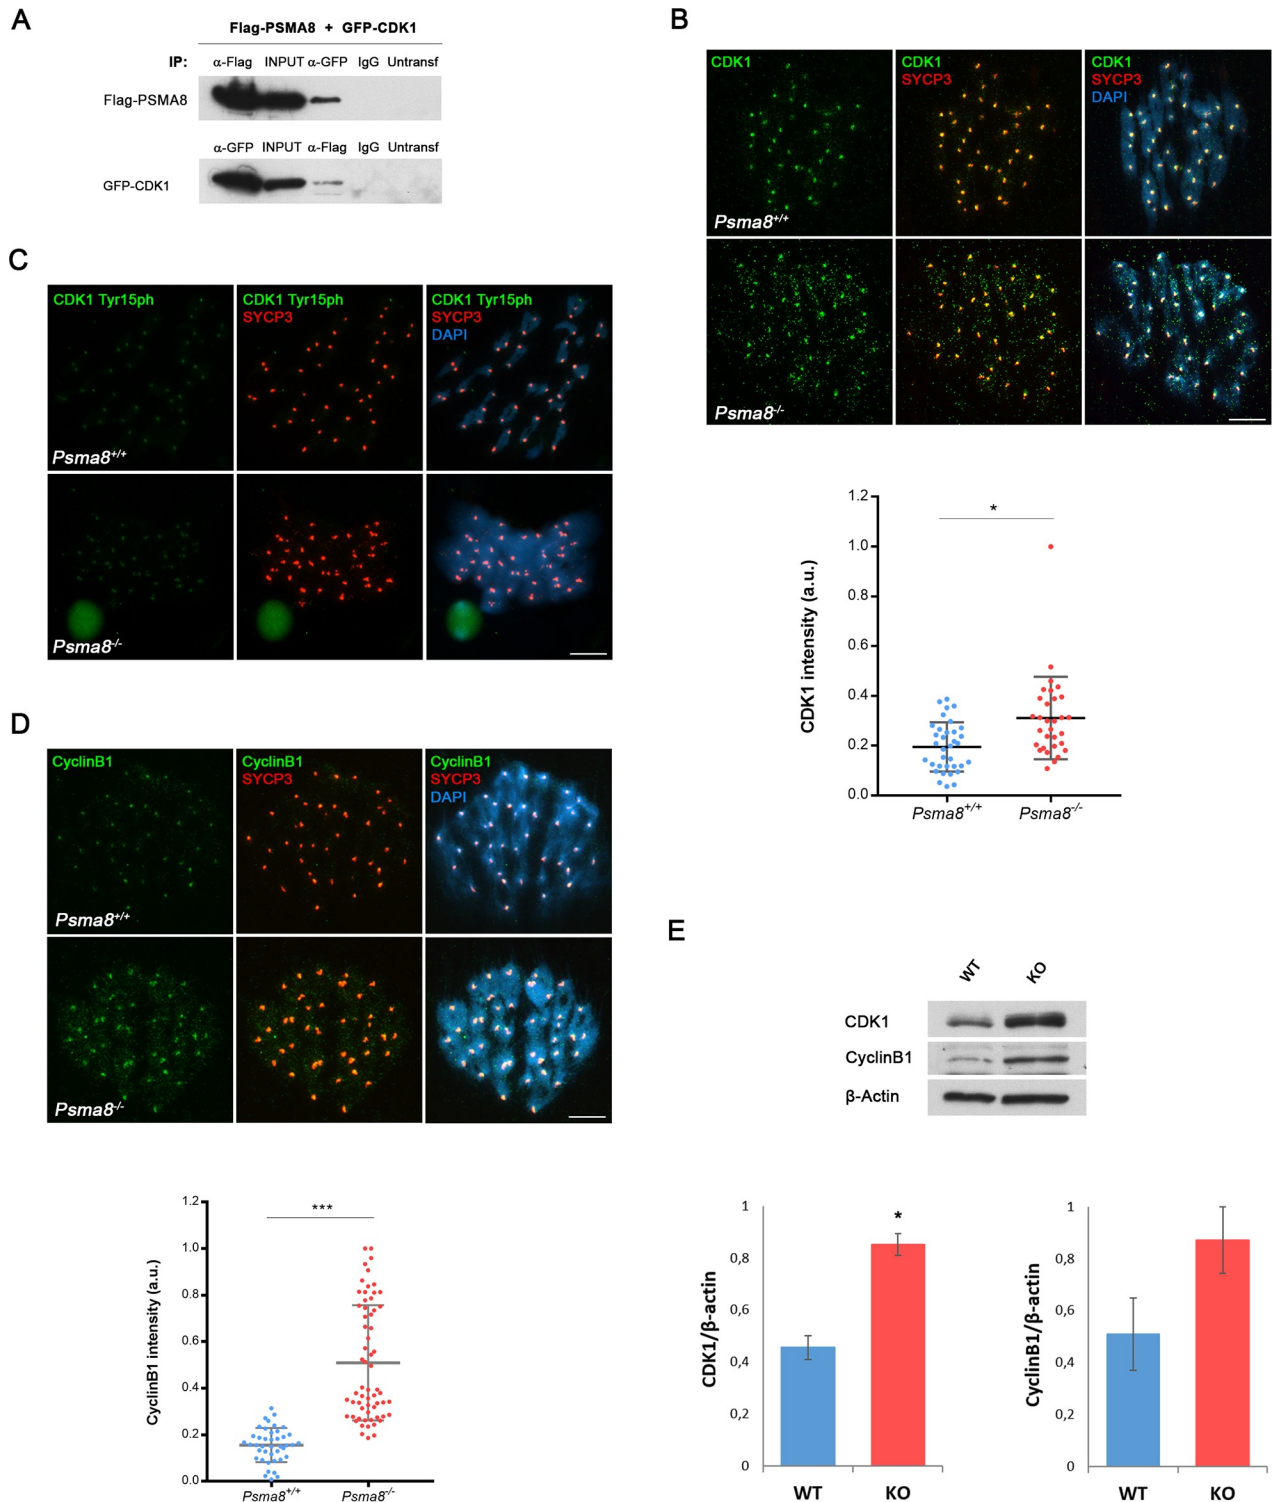 A
Flag-PSMA8 + GFP-CDK1
IP: α-Flag INPUT α-GFP IgG Untransf
Flag-PSMA8
α-GFP INPUT α-Flag IgG Untransf
GFP-CDK1
B
CDK1 CDK1 CDK1
SYCP3 SYCP3
DAPI
Psma8+/+
Psma8-/-
1.2
1.0
0.8
0.6
0.4
0.2
0.0
CDK1 intensity (a.u.)
*
Psma8+/+ Psma8-/-
C
CDK1 Tyr15ph CDK1 Tyr15ph CDK1 Tyr15ph
SYCP3 SYCP3
DAPI
Psma8+/+
Psma8-/-
D
CyclinB1 CyclinB1 CyclinB1
SYCP3 SYCP3
DAPI
Psma8+/+
Psma8-/-
1.2
1.0
0.8
0.6
0.4
0.2
0.0
CyclinB1 intensity (a.u.)
***
Psma8+/+ Psma8-/-
E
WT KO
CDK1
CyclinB1
β-Actin
1
0,8
0,6
0,4
0,2
0
CDK1/β-actin
*
WT KO
1
0,8
0,6
0,4
0,2
0
CyclinB1/β-actin
WT KO